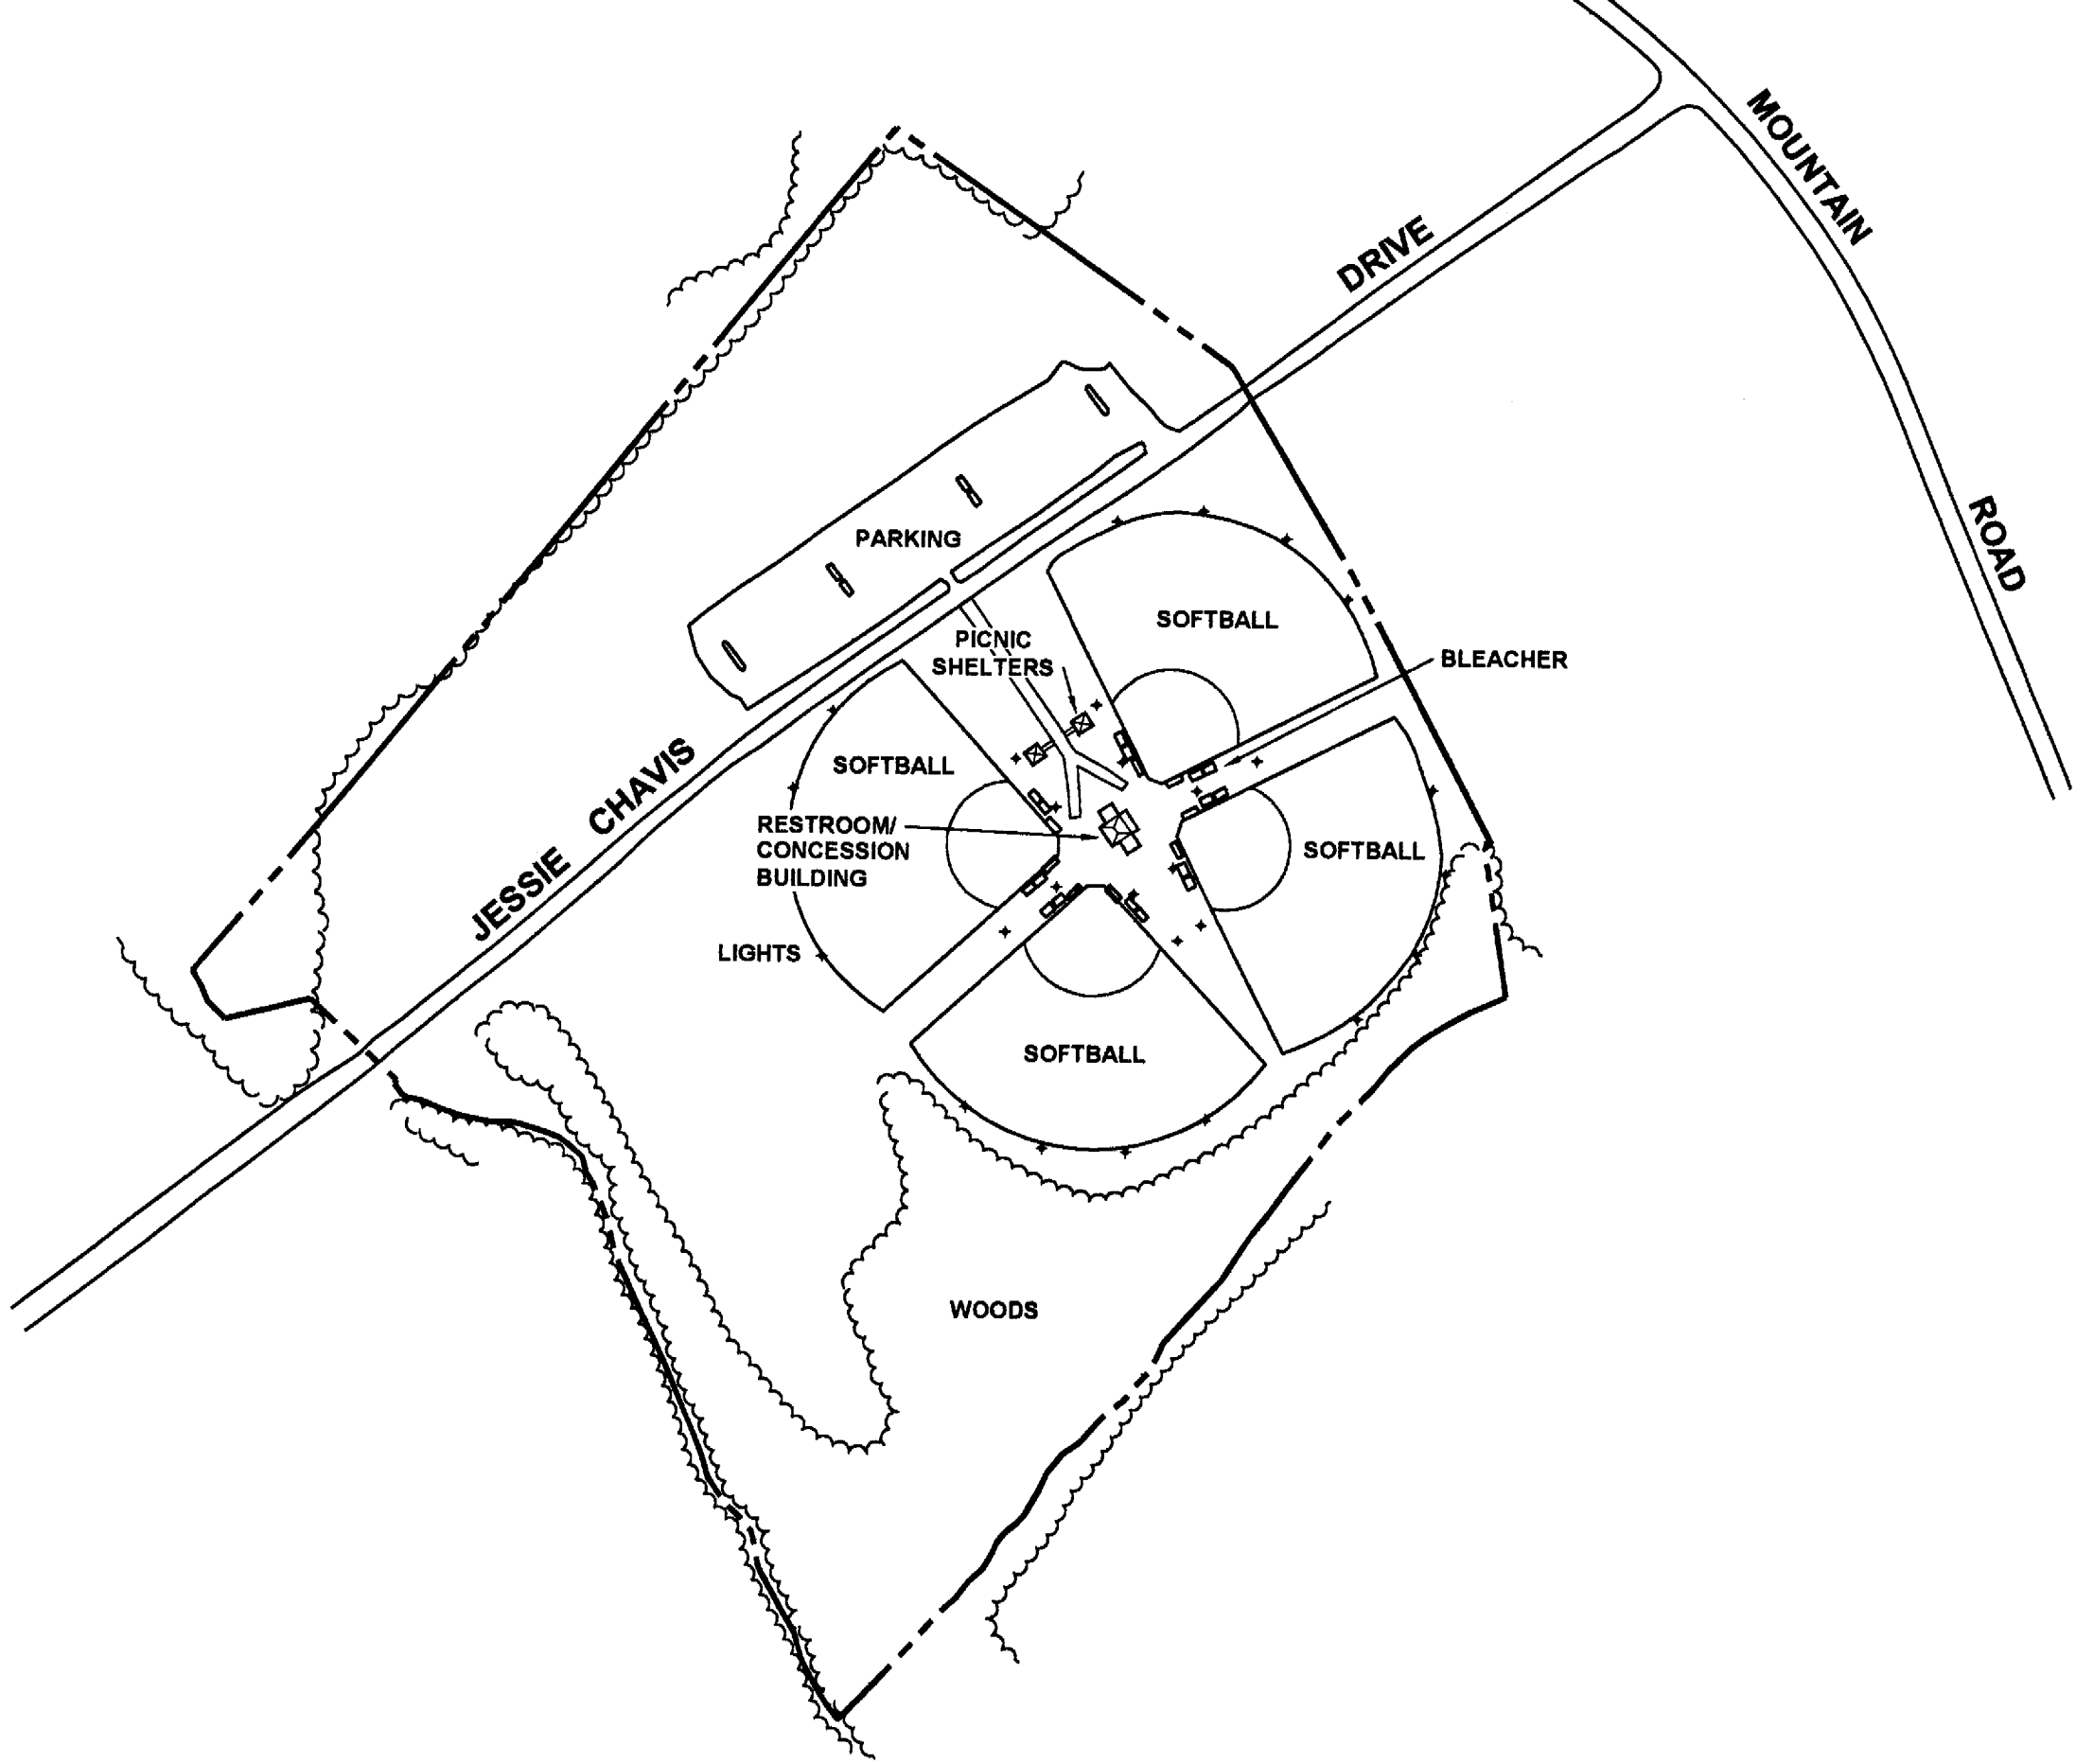 MOUNTAIN
ROAD
DRIVE
JESSIE CHAVIS
PARKING
SOFTBALL
PICNIC
SHELTERS
BLEACHER
SOFTBALL
RESTROOM/
CONCESSION
BUILDING
SOFTBALL
LIGHTS
SOFTBALL
WOODS